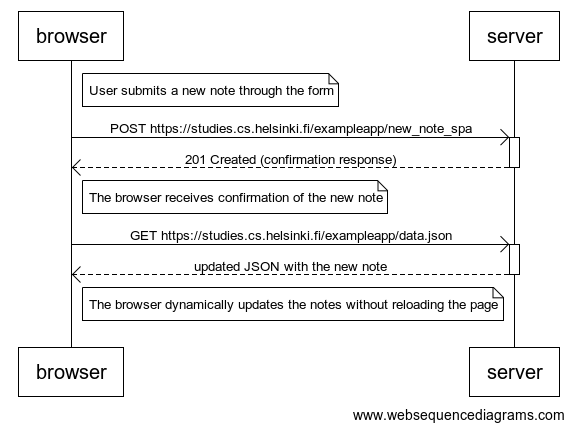 browser server
User submits a new note through the form
POST https://studies.cs.helsinki.fi/exampleapp/new_note_spa
201 Created (confirmation response)
The browser receives confirmation of the new note
GET https://studies.cs.helsinki.fi/exampleapp/data.json
updated JSON with the new note
The browser dynamically updates the notes without reloading the page
browser server
www.websequencediagrams.com